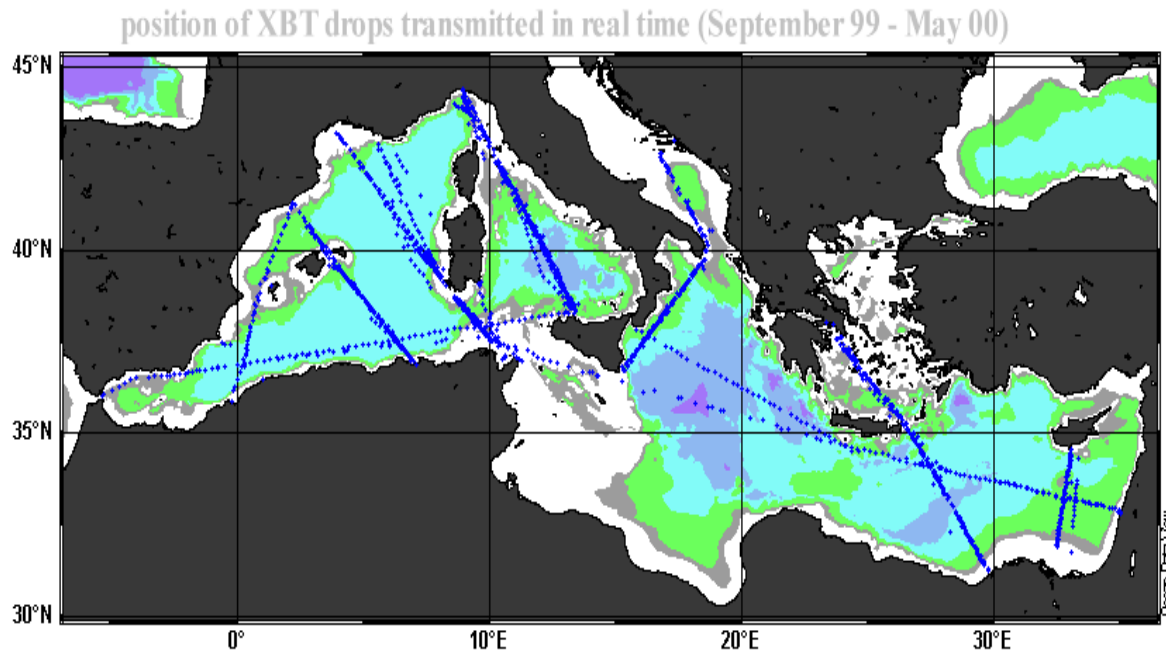 position of XBT drops transmitted in real time (September 99 - May 00)
45°N
40°N
35°N
30°N
0°
10°E
20°E
30°E